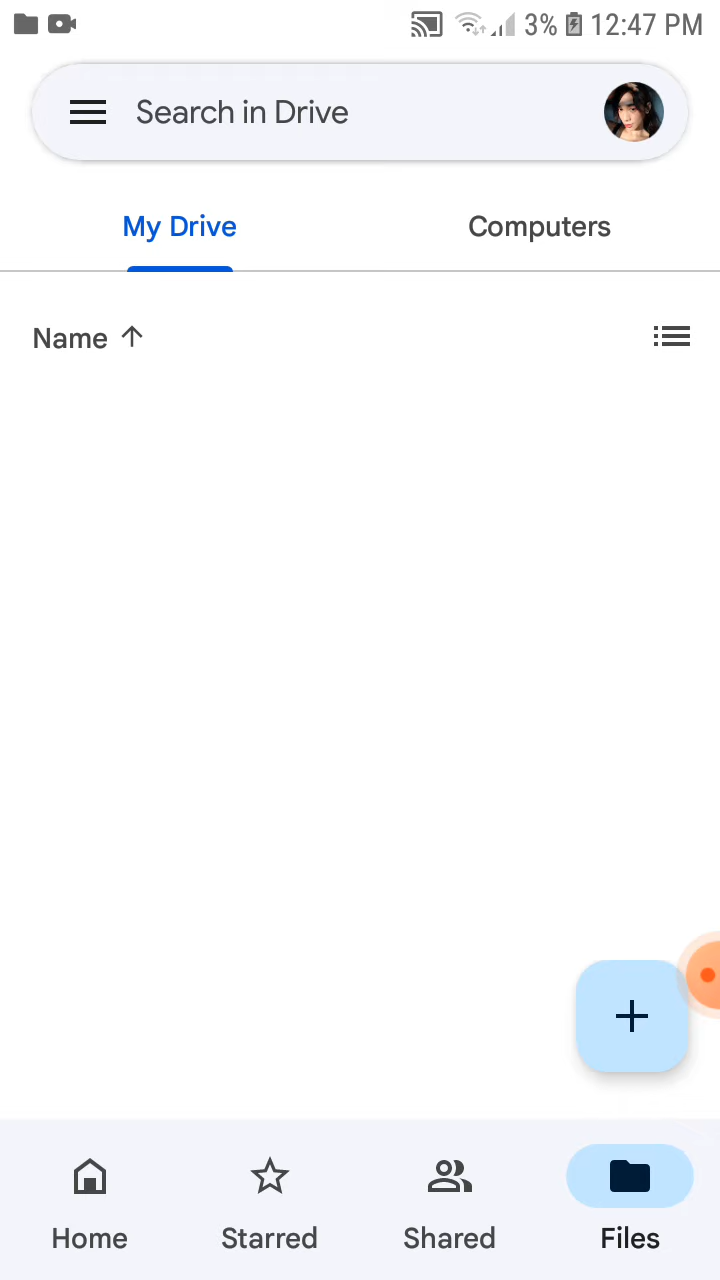 3% 12:47 PM
Search in Drive
My Drive Computers
Name
Home Starred Shared Files